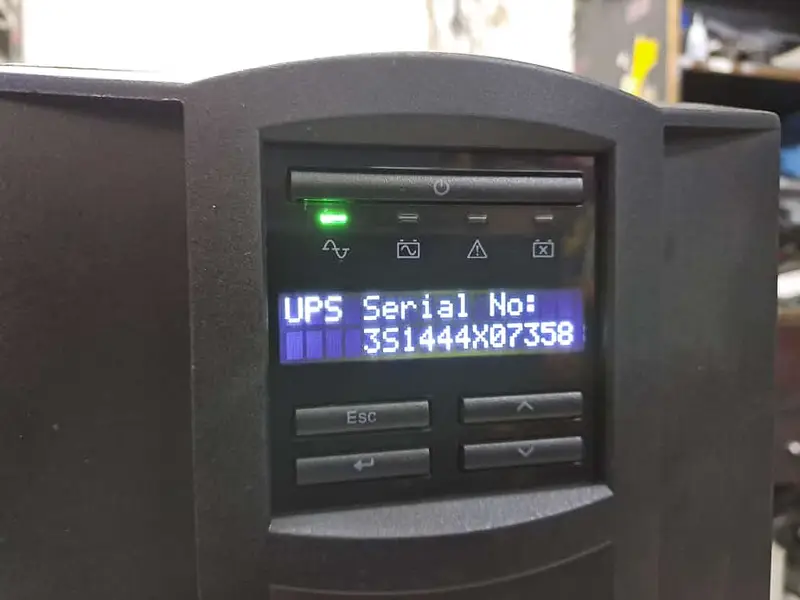 UPS Serial No:
3S1444X07358
Esc